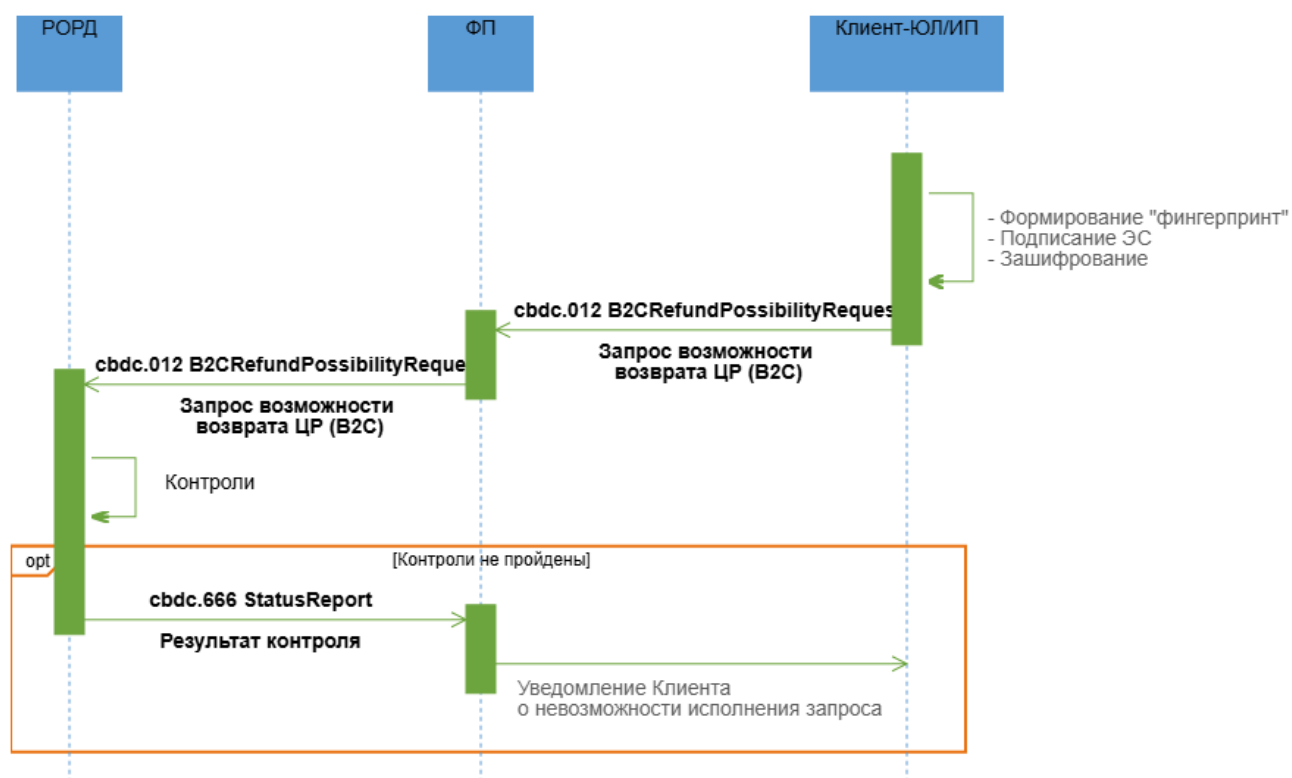 РОРД
ФП
Клиент-ЮЛ/ИП
- Формирование "фингерпринт"
- Подписание ЭС
- Зашифрование
cbdc.012 B2CRefundPossibilityReques
Запрос возможности
возврата ЦР (B2C)
cbdc.012 B2CRefundPossibilityReque
Запрос возможности
возврата ЦР (B2C)
Контроли
opt
[Контроли не пройдены]
cbdc.666 StatusReport
Результат контроля
Уведомление Клиента
о невозможности исполнения запроса